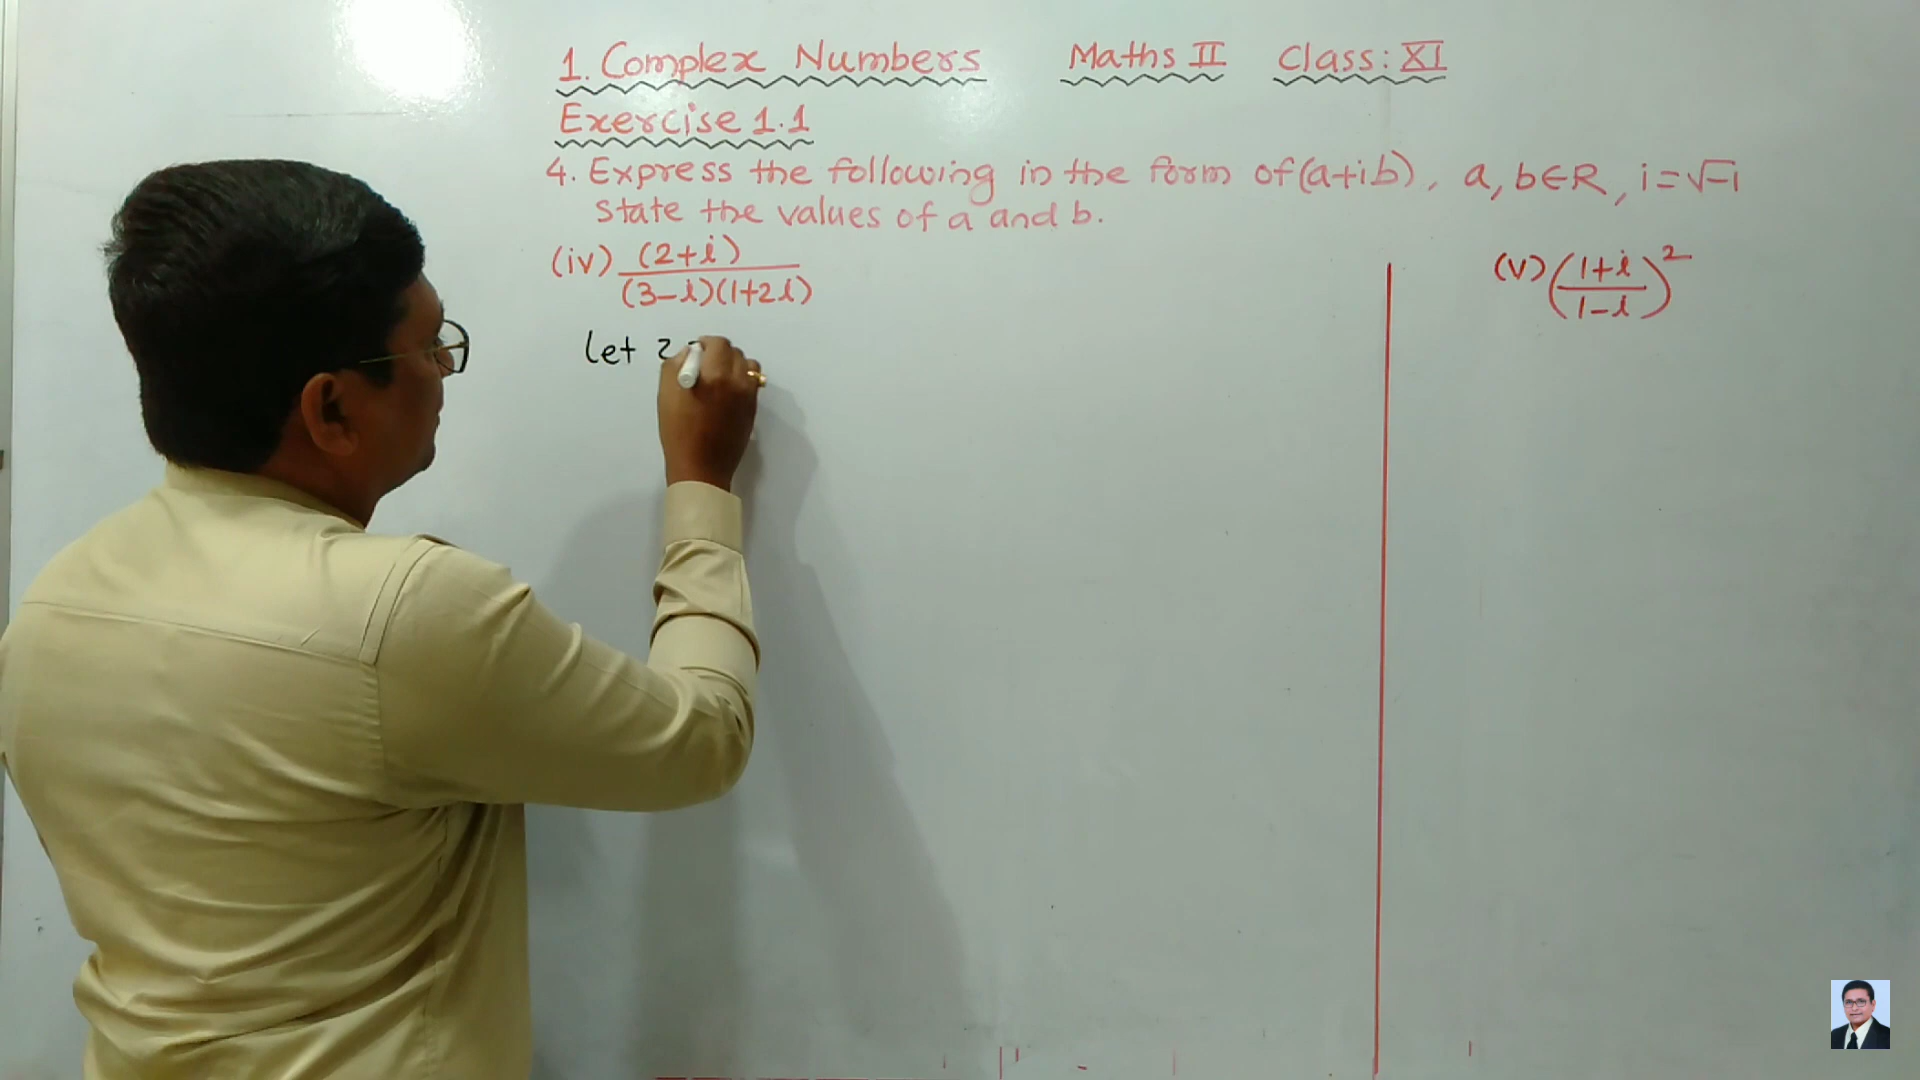 1. Complex Numbers Maths II Class: XI
Exercise 1.1
4. Express the following in the form of (a+ib), a, b∈R, i=√-1
State the values of a and b.
(iv) (2+i)
(3-i)(1+2i)
(v) (1+i/1-i)²
let z =